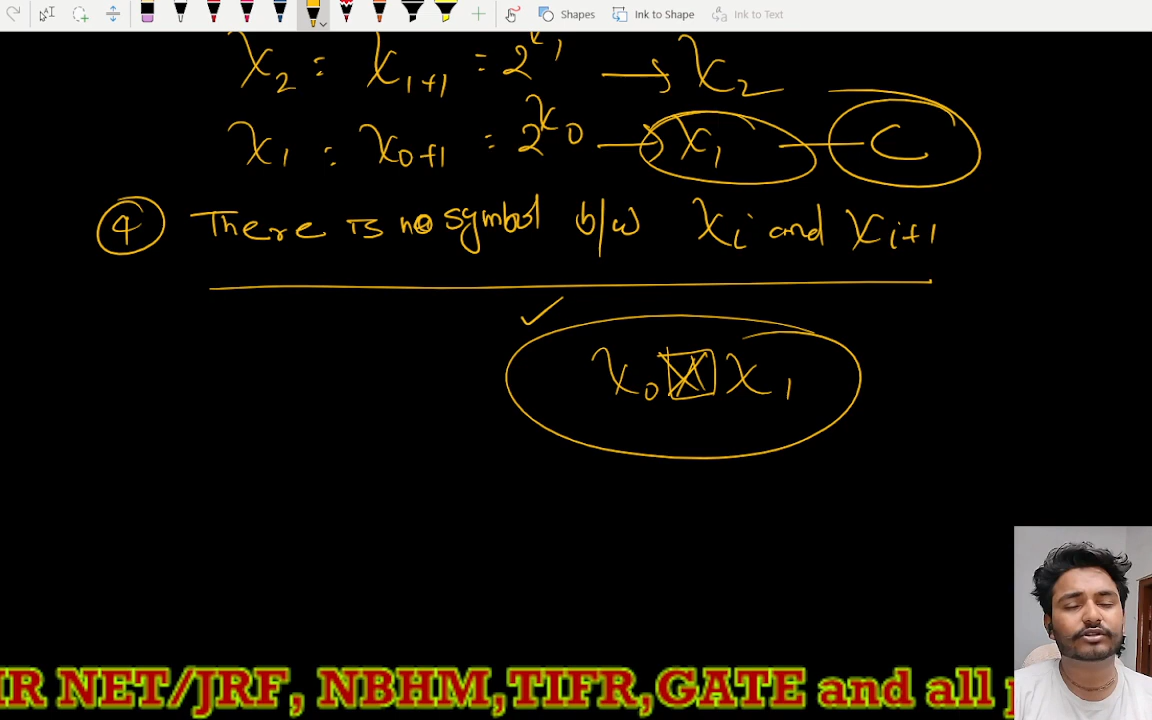 Shapes Ink to Shape Ink to Text
X₂ : X₁₊₁ : 2^X₁ → X₂
X₁ : X₀₊₁ : 2^X₀ → X₁ — C
④ There is no symbol b/w Xᵢ and Xᵢ₊₁
✓
X₀ ☒ X₁
IR NET/JRF, NBHM,TIFR,GATE and all